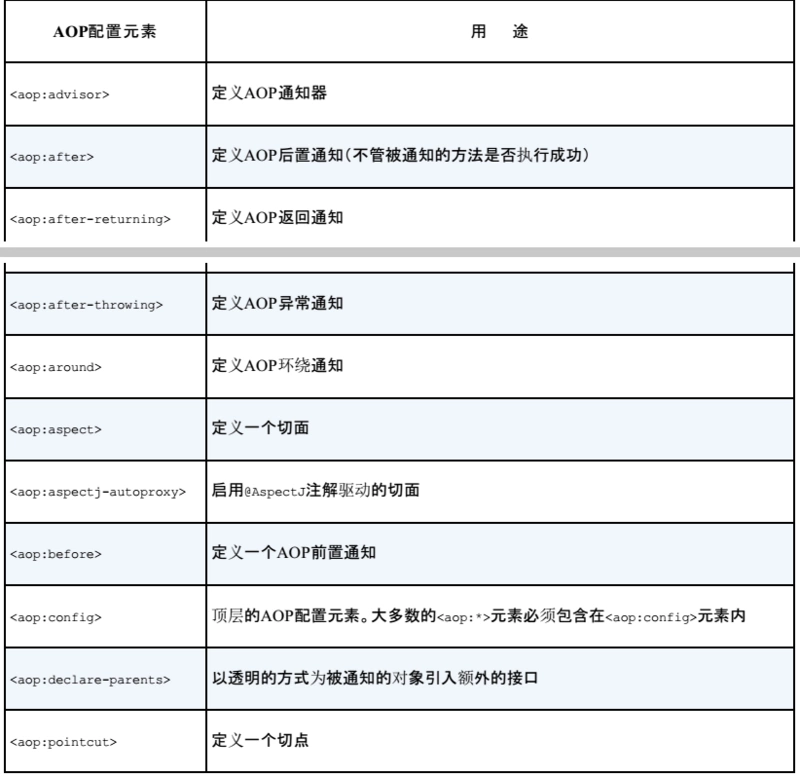 AOP配置元素 用 途
<aop:advisor> 定义AOP通知器
<aop:after> 定义AOP后置通知(不管被通知的方法是否执行成功)
<aop:after-returning> 定义AOP返回通知
<aop:after-throwing> 定义AOP异常通知
<aop:around> 定义AOP环绕通知
<aop:aspect> 定义一个切面
<aop:aspectj-autoproxy> 启用@AspectJ注解驱动的切面
<aop:before> 定义一个AOP前置通知
<aop:config> 顶层的AOP配置元素。大多数的<aop:*>元素必须包含在<aop:config>元素内
<aop:declare-parents> 以透明的方式为被通知的对象引入额外的接口
<aop:pointcut> 定义一个切点